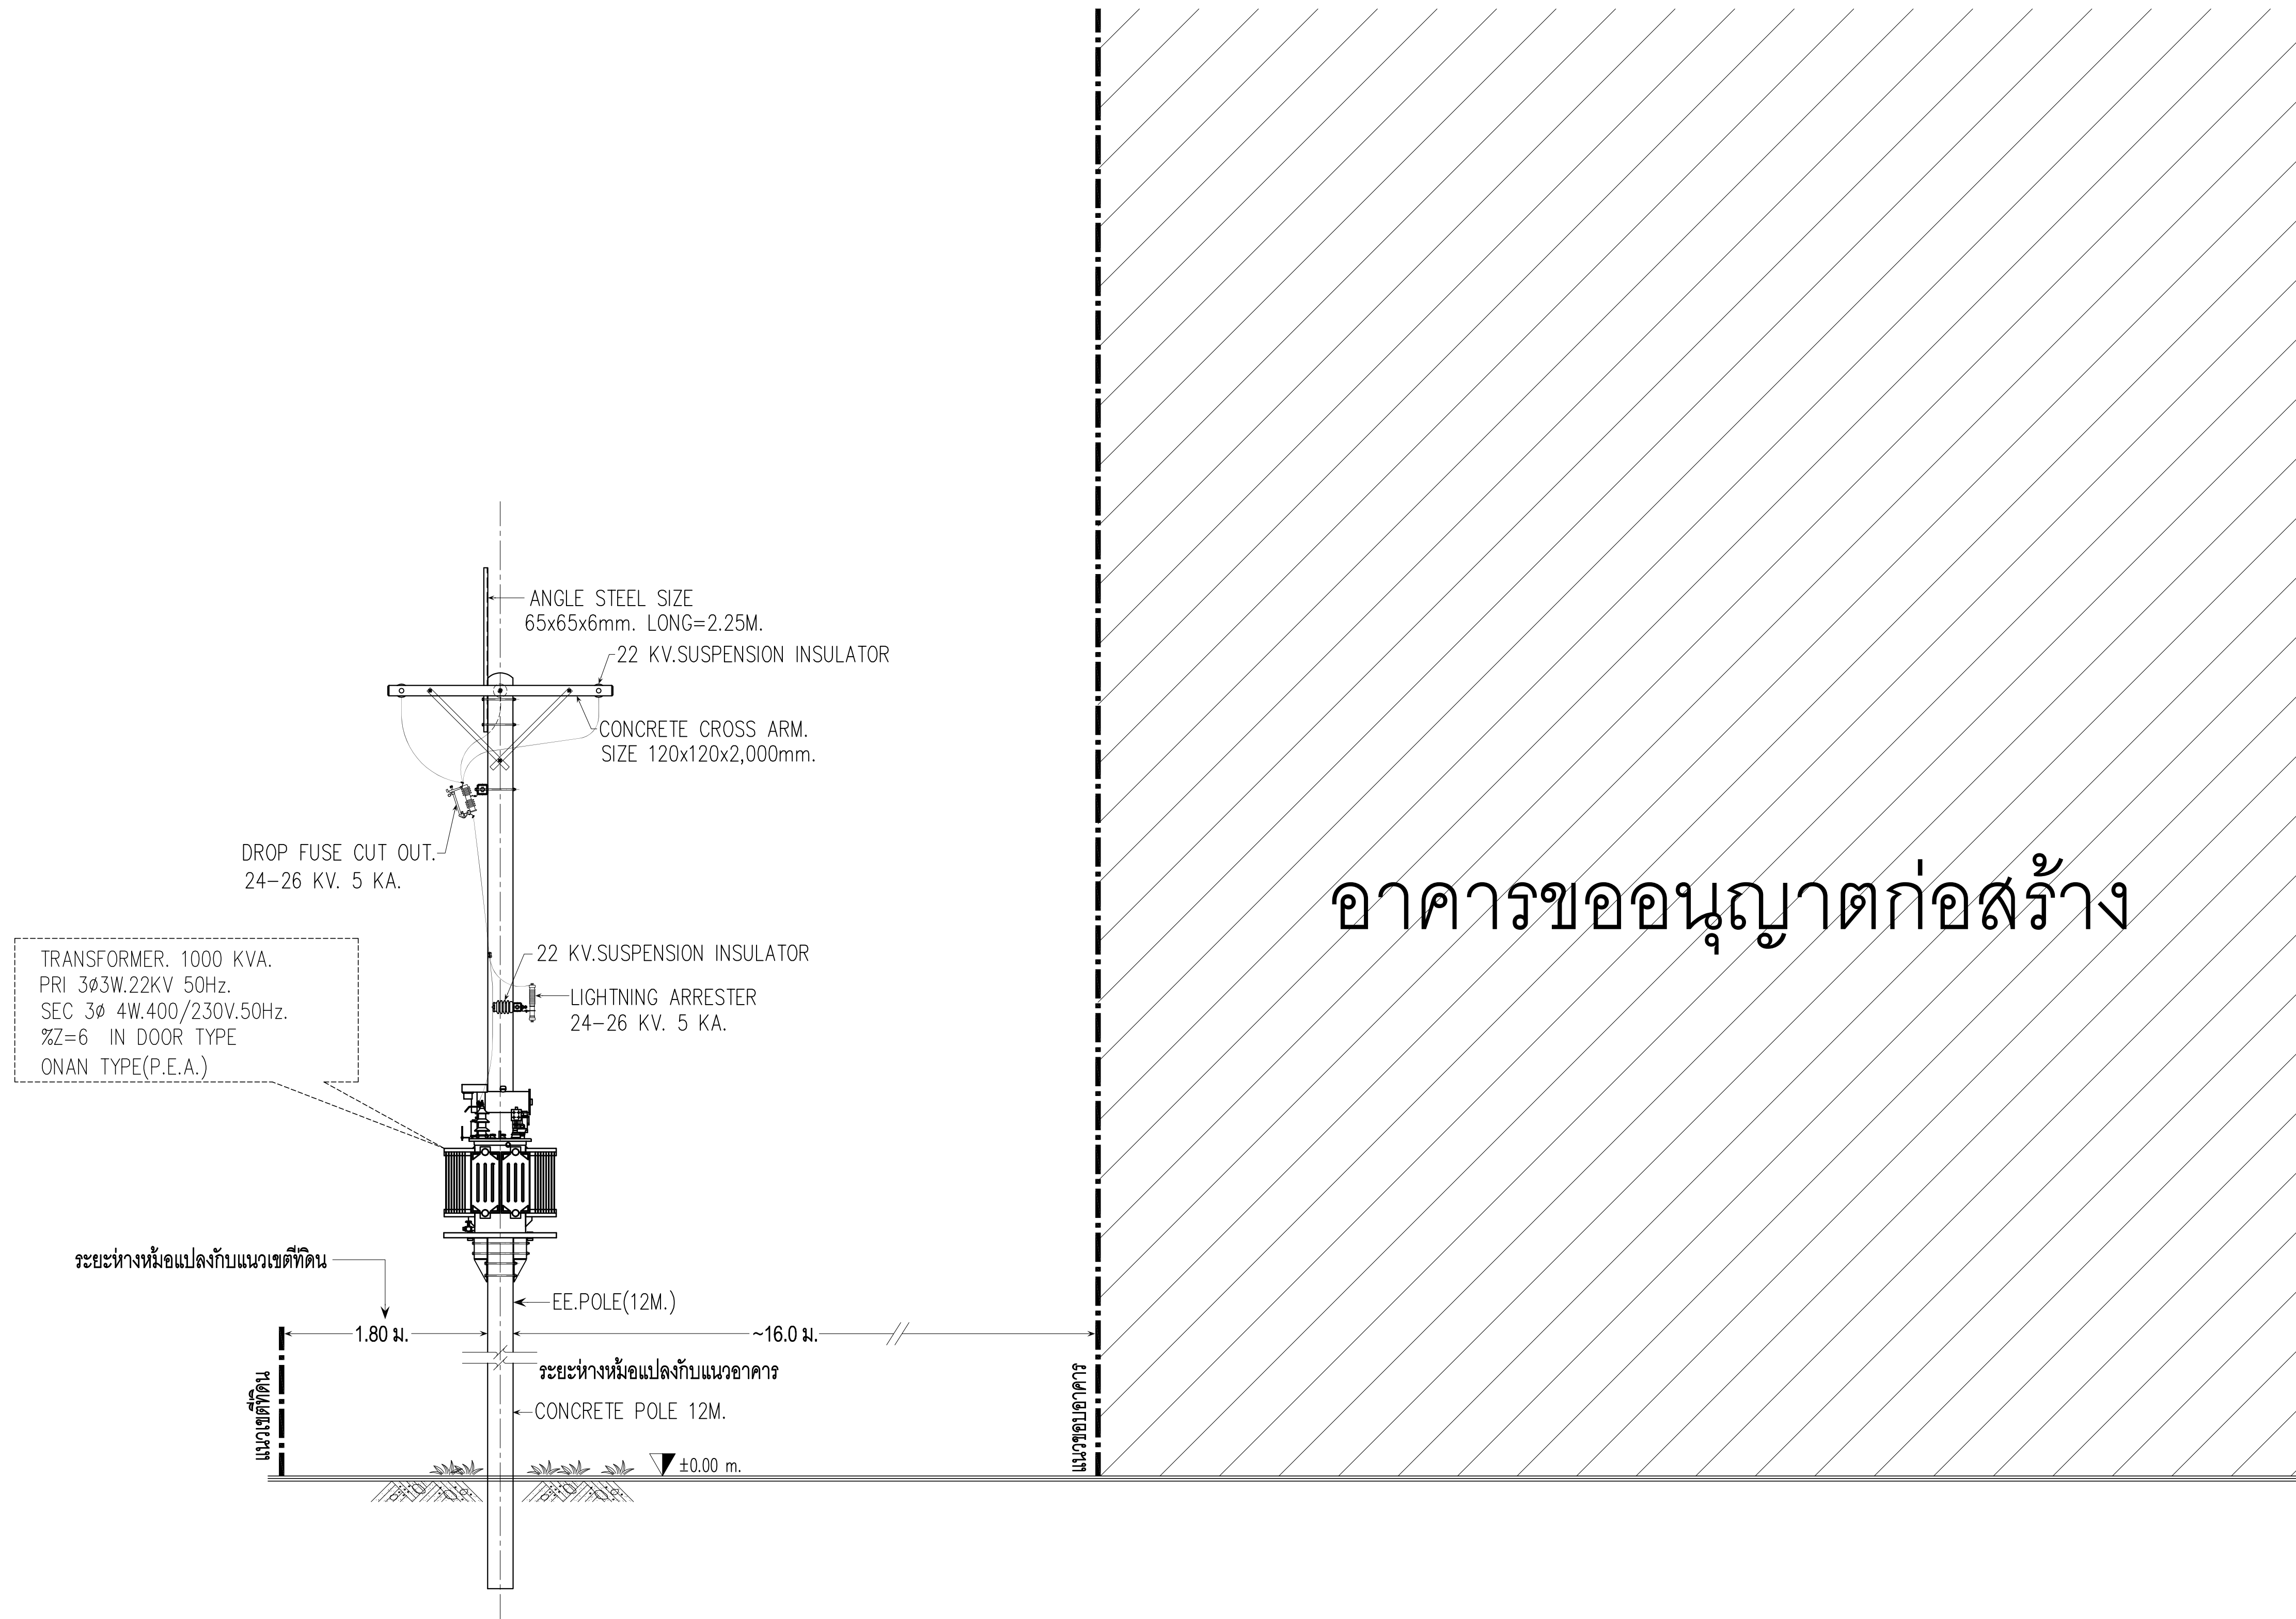 ANGLE STEEL SIZE
65x65x6mm. LONG=2.25M.
22 KV.SUSPENSION INSULATOR
CONCRETE CROSS ARM.
SIZE 120x120x2,000mm.
DROP FUSE CUT OUT.
24-26 KV. 5 KA.
อาคารขออนุญาตก่อสร้าง
TRANSFORMER. 1000 KVA.
PRI 3ø3W.22KV 50Hz.
SEC 3ø 4W.400/230V.50Hz.
%Z=6 IN DOOR TYPE
ONAN TYPE(P.E.A.)
22 KV.SUSPENSION INSULATOR
LIGHTNING ARRESTER
24-26 KV. 5 KA.
ระยะห่างหม้อแปลงกับแนวเขตที่ดิน
EE.POLE(12M.)
1.80 ม.
~16.0 ม.
ระยะห่างหม้อแปลงกับแนวอาคาร
แนวเขตที่ดิน
CONCRETE POLE 12M.
แนวขอบอาคาร
±0.00 m.